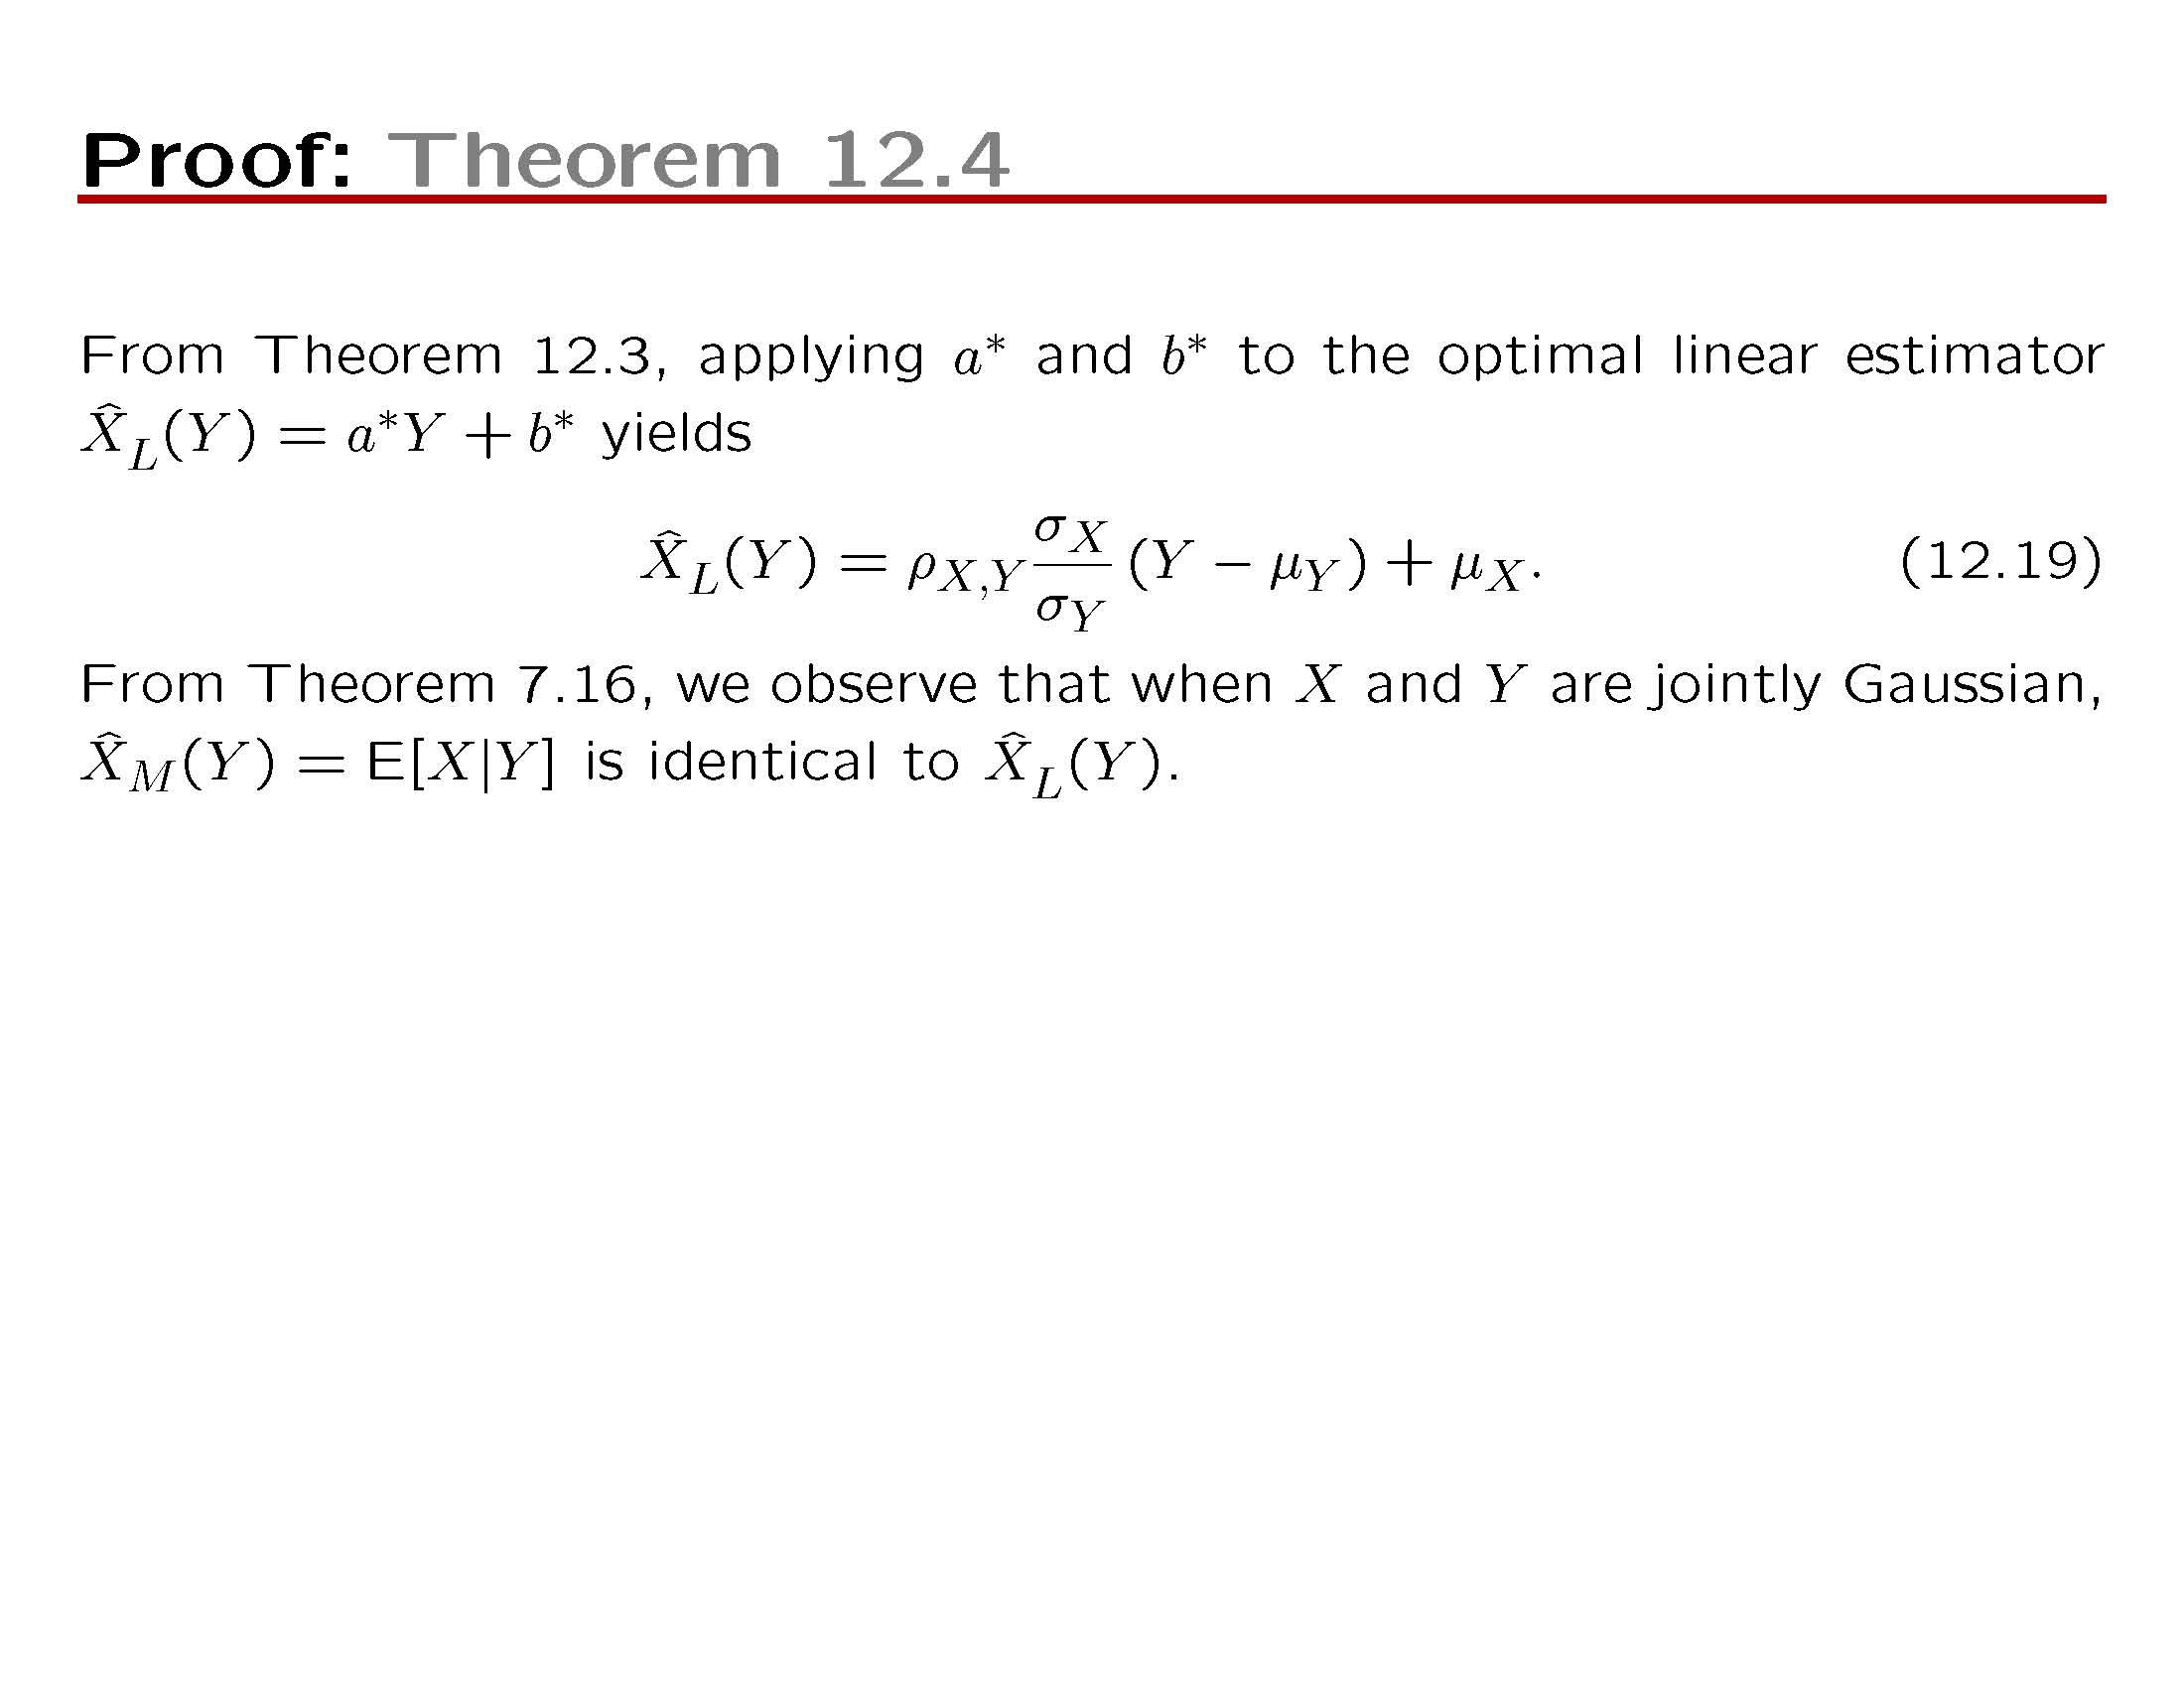 Proof: Theorem 12.4
From Theorem 12.3, applying a* and b* to the optimal linear estimator
X̂_L(Y) = a*Y + b* yields
X̂_L(Y) = ρ_{X,Y} σ_X/σ_Y (Y − μ_Y) + μ_X. (12.19)
From Theorem 7.16, we observe that when X and Y are jointly Gaussian,
X̂_M(Y) = E[X|Y] is identical to X̂_L(Y).